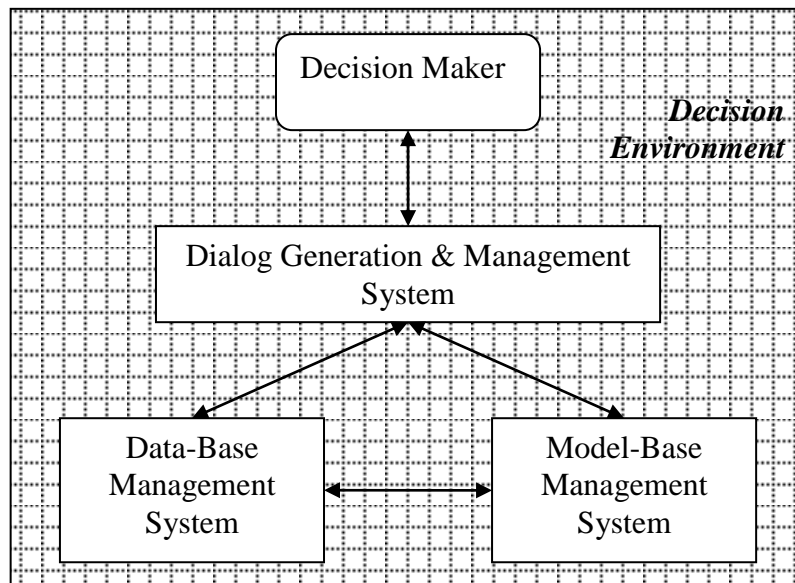 Decision Maker
Decision
Environment
Dialog Generation & Management
System
Data-Base
Management
System
Model-Base
Management
System